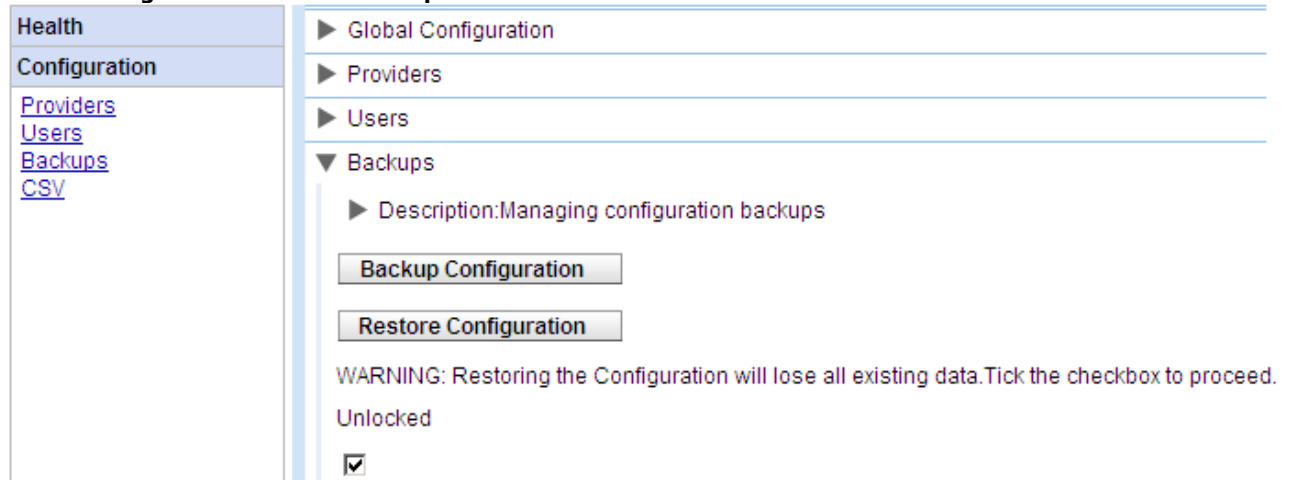 Health
Configuration
Providers
Users
Backups
CSV
Global Configuration
Providers
Users
Backups
Description:Managing configuration backups
Backup Configuration
Restore Configuration
WARNING: Restoring the Configuration will lose all existing data.Tick the checkbox to proceed.
Unlocked